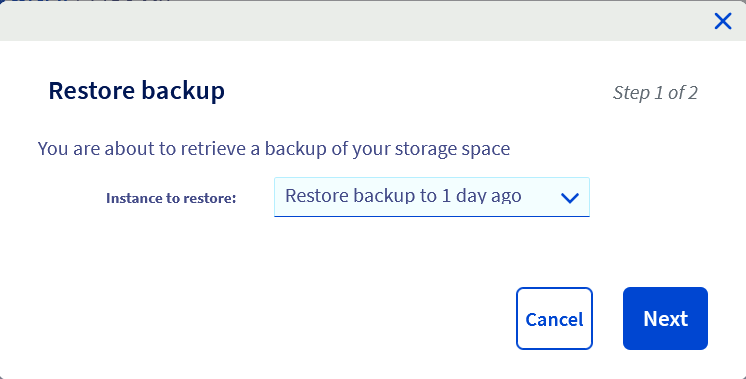 Restore backup
Step 1 of 2
You are about to retrieve a backup of your storage space
Instance to restore:
Restore backup to 1 day ago
Cancel
Next